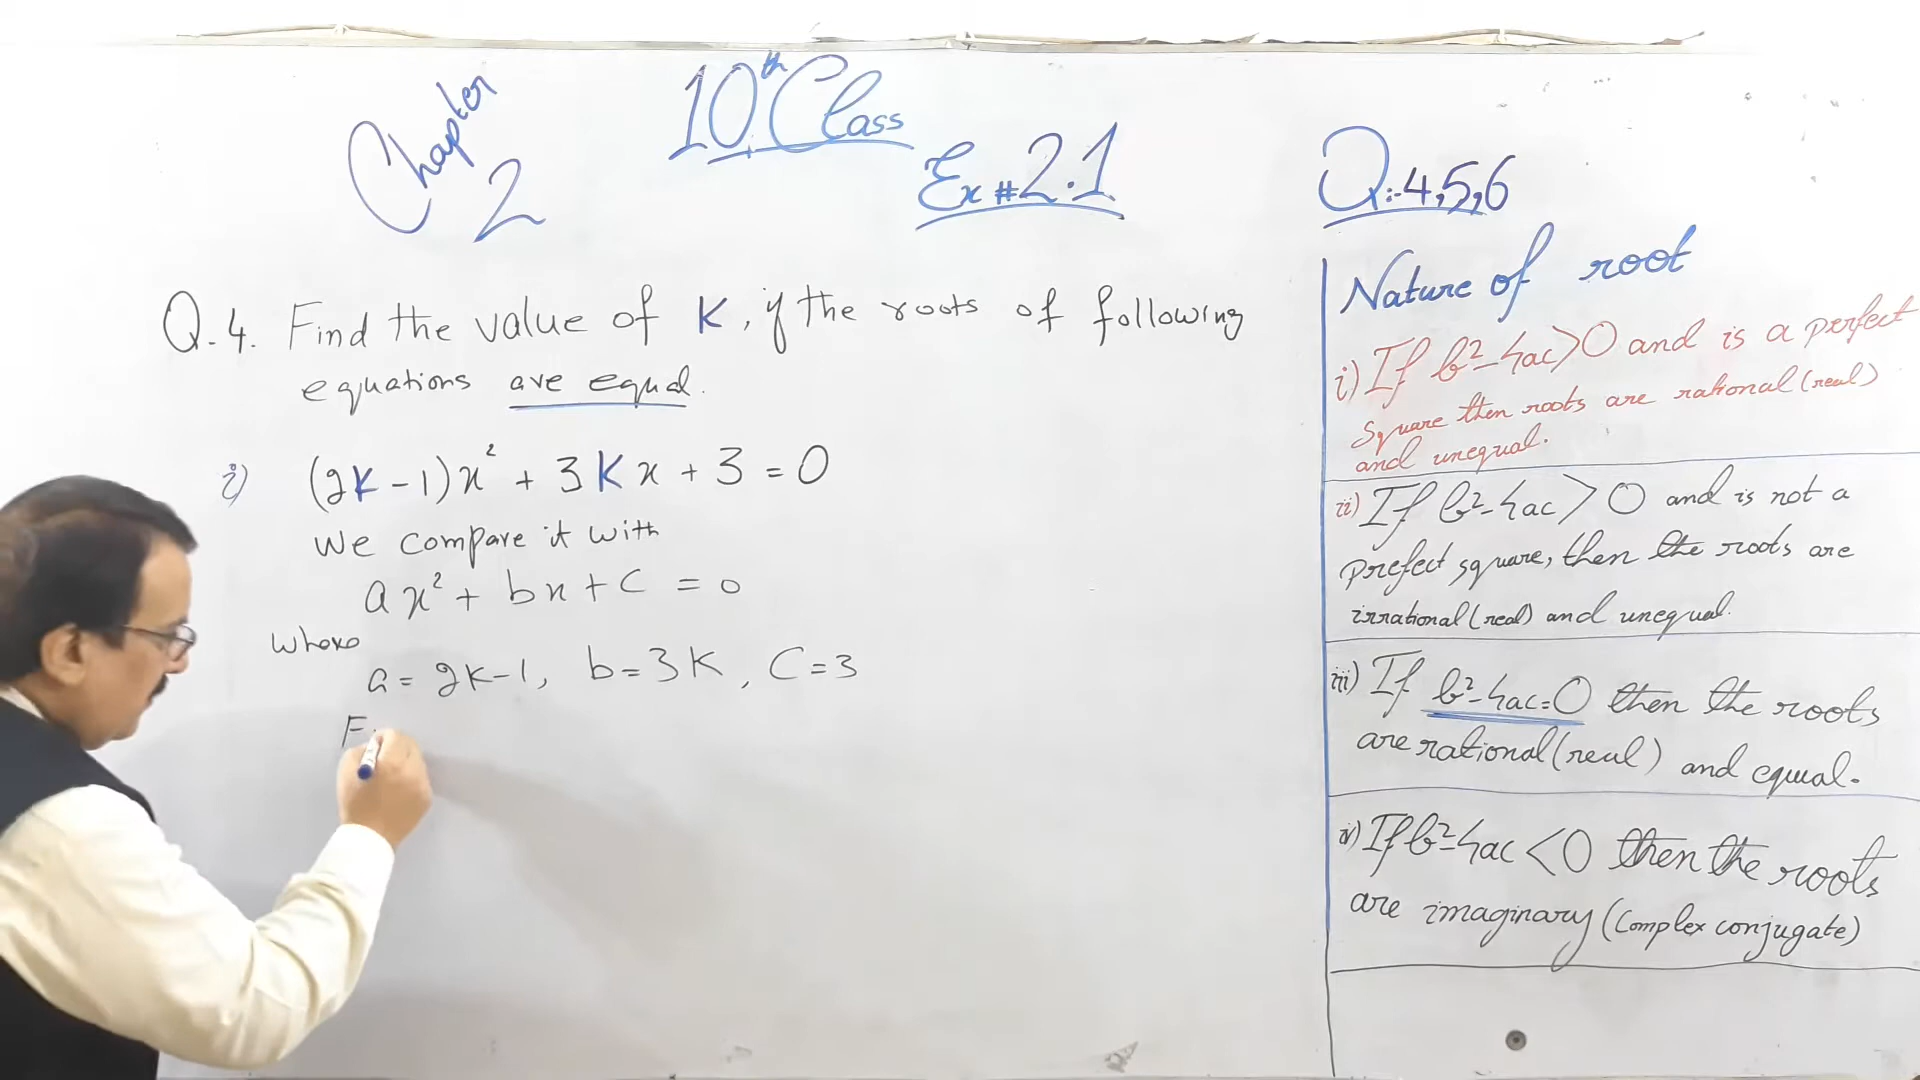 Chapter 2
10th Class
Ex # 2.1
Q.4. Find the value of K, if the roots of following
equations are equal.
i) (2K-1)x² + 3Kx + 3 = 0
We compare it with
ax² + bx + c = 0
where
a = 2K-1, b = 3K, C = 3
F
Q:-4,5,6
Nature of root
i) If b²-4ac>0 and is a perfect
square then roots are rational (real)
and unequal.
ii) If b²-4ac > 0 and is not a
prefect square, then the roots are
irrational (real) and unequal.
iii) If b²-4ac=0 then the roots
are rational (real) and equal.
iv) If b²-4ac <0 then the roots
are imaginary (Complex conjugate)